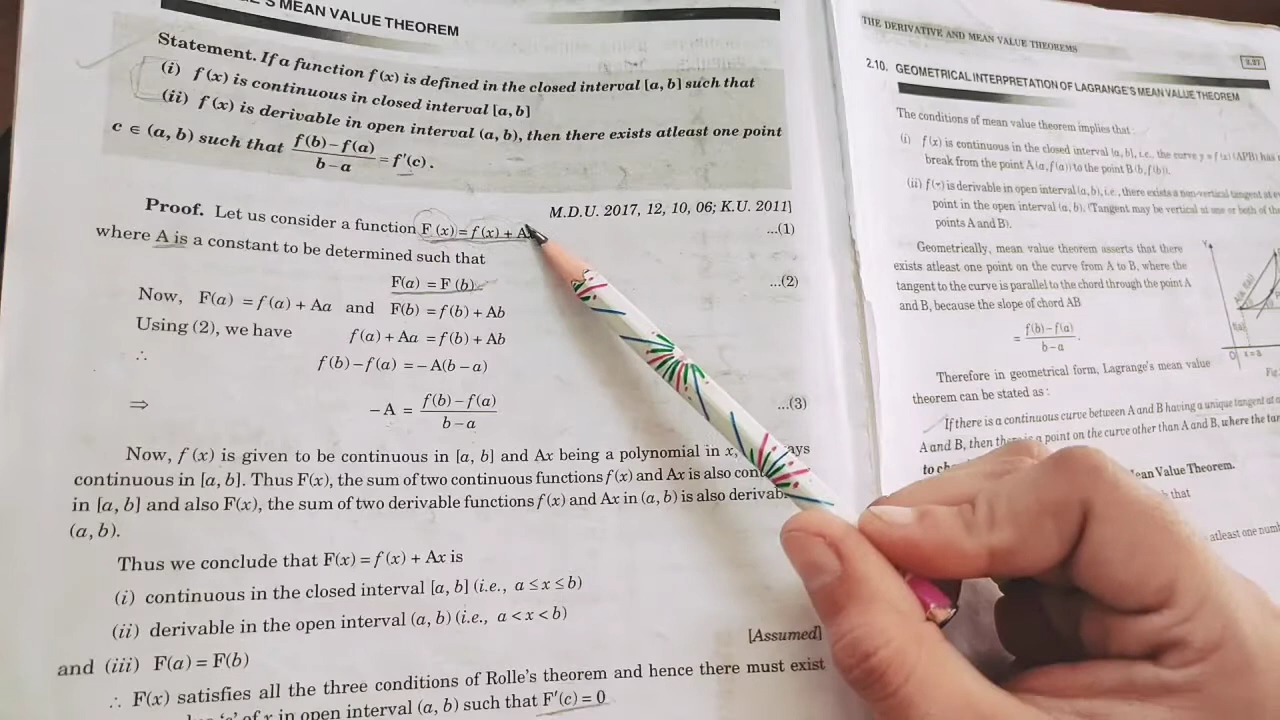 'S MEAN VALUE THEOREM
Statement. If a function f(x) is defined in the closed interval [a, b] such that
(i) f(x) is continuous in closed interval [a, b]
(ii) f(x) is derivable in open interval (a, b), then there exists atleast one point
c ∈ (a, b) such that (f(b) – f(a))/(b – a) = f'(c).
M.D.U. 2017, 12, 10, 06; K.U. 2011]
Proof. Let us consider a function F(x) = f(x) + A ...(1)
where A is a constant to be determined such that
F(a) = F(b) ...(2)
Now, F(a) = f(a) + Aa and F(b) = f(b) + Ab
Using (2), we have f(a) + Aa = f(b) + Ab
∴ f(b) – f(a) = – A(b – a)
⇒ – A = (f(b) – f(a))/(b – a) ...(3)
Now, f(x) is given to be continuous in [a, b] and Ax being a polynomial in x,
continuous in [a, b]. Thus F(x), the sum of two continuous functions f(x) and Ax is also
in [a, b] and also F(x), the sum of two derivable functions f(x) and Ax in (a, b) is also
(a, b).
Thus we conclude that F(x) = f(x) + Ax is
(i) continuous in the closed interval [a, b] (i.e., a ≤ x ≤ b)
(ii) derivable in the open interval (a, b) (i.e., a < x < b)
and (iii) F(a) = F(b) [Assumed]
∴ F(x) satisfies all the three conditions of Rolle's theorem and hence there must exist
of x in open interval (a, b) such that F'(c) = 0
THE DERIVATIVE AND MEAN VALUE THEOREMS
2.10. GEOMETRICAL INTERPRETATION OF LAGRANGE'S MEAN VALUE THEOREM
The conditions of mean value theorem implies that
(i) f(x) is continuous in the closed interval [a, b], i.e., the curve y = f(x) (APB) has
break from the point A (a, f(a)) to the point B (b, f(b)).
(ii) f(x) is derivable in open interval (a, b), i.e., there exists a non-vertical tangent at
point in the open interval (a, b). (Tangent may be vertical at one or both of the
points A and B).
Geometrically, mean value theorem asserts that there
exists atleast one point on the curve from A to B, where the
tangent to the curve is parallel to the chord through the point A
and B, because the slope of chord AB
= (f(b) – f(a))/(b – a).
Therefore in geometrical form, Lagrange's mean value
theorem can be stated as :
If there is a continuous curve between A and B having a unique tangent at
A and B, then there is a point on the curve other than A and B, where the
to
Mean Value Theorem.
that
atleast one
Y
O
x = a
Fig.